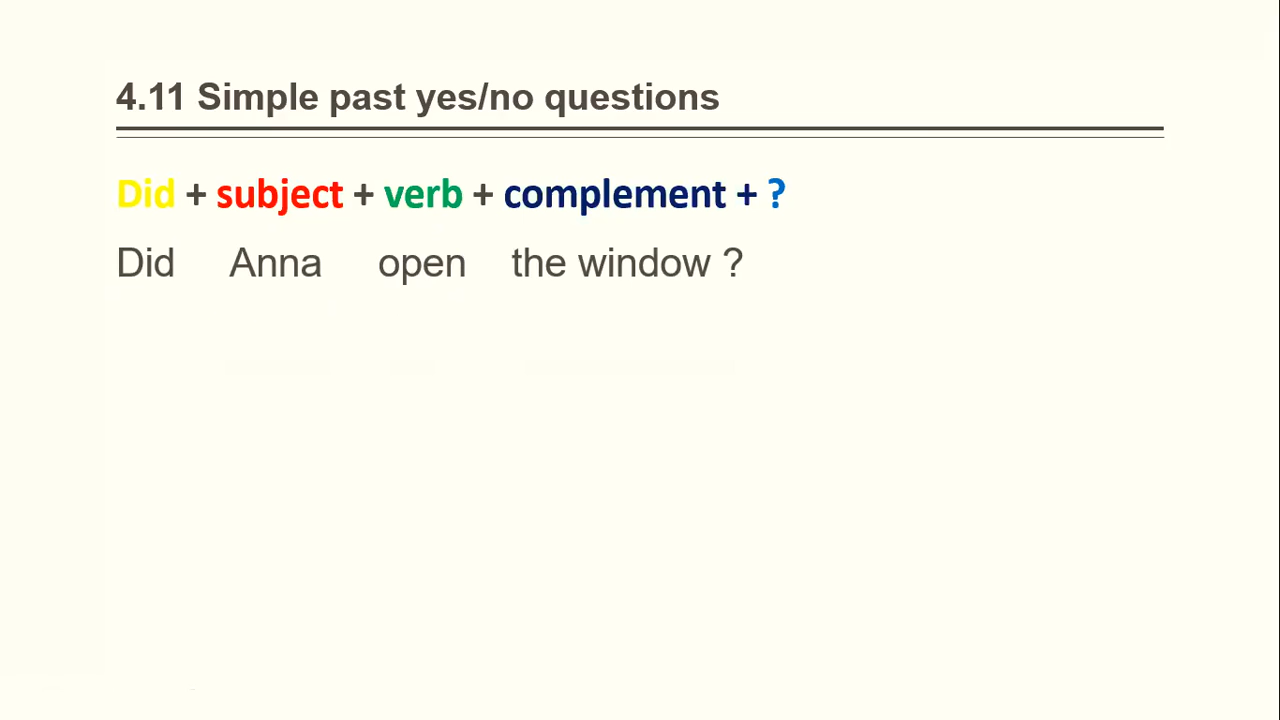 4.11 Simple past yes/no questions
Did + subject + verb + complement + ?
Did Anna open the window ?